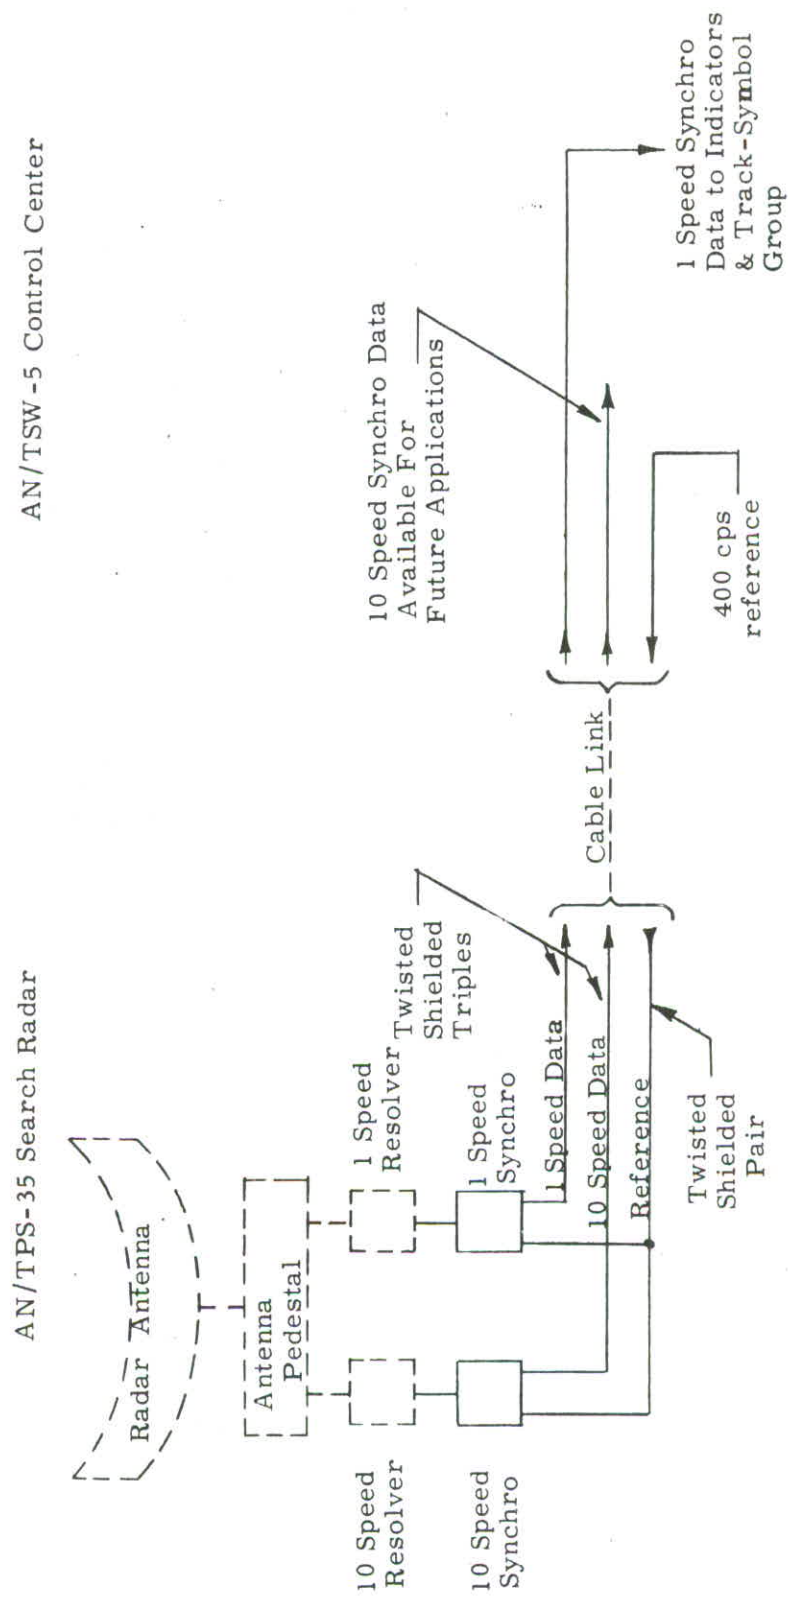 AN/TPS-35 Search Radar
AN/TSW-5 Control Center
Radar Antenna
Antenna
Pedestal
10 Speed
Resolver
1 Speed
Resolver
10 Speed
Synchro
1 Speed
Synchro
Twisted
Shielded
Triples
1 Speed Data
10 Speed Data
Reference
Twisted
Shielded
Pair
Cable Link
10 Speed Synchro Data
Available For
Future Applications
400 cps
reference
1 Speed Synchro
Data to Indicators
& Track-Symbol
Group